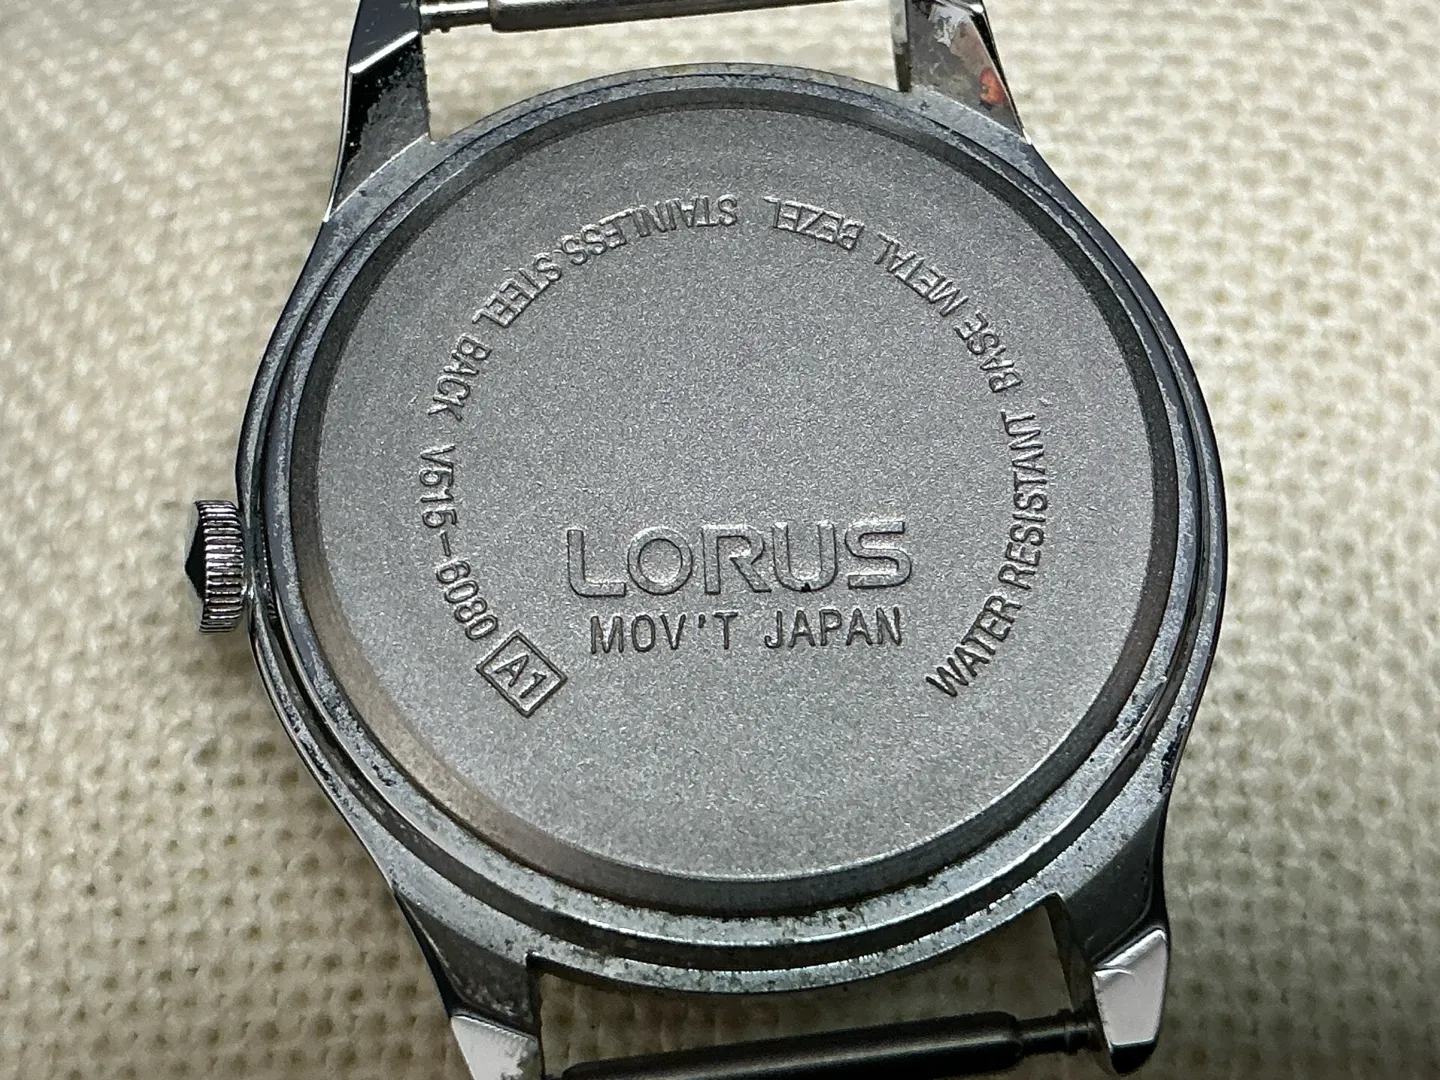 LORUS
MOV'T JAPAN
WATER RESISTANT BASE METAL BEZEL STAINLESS STEEL BACK V515-6080 A1